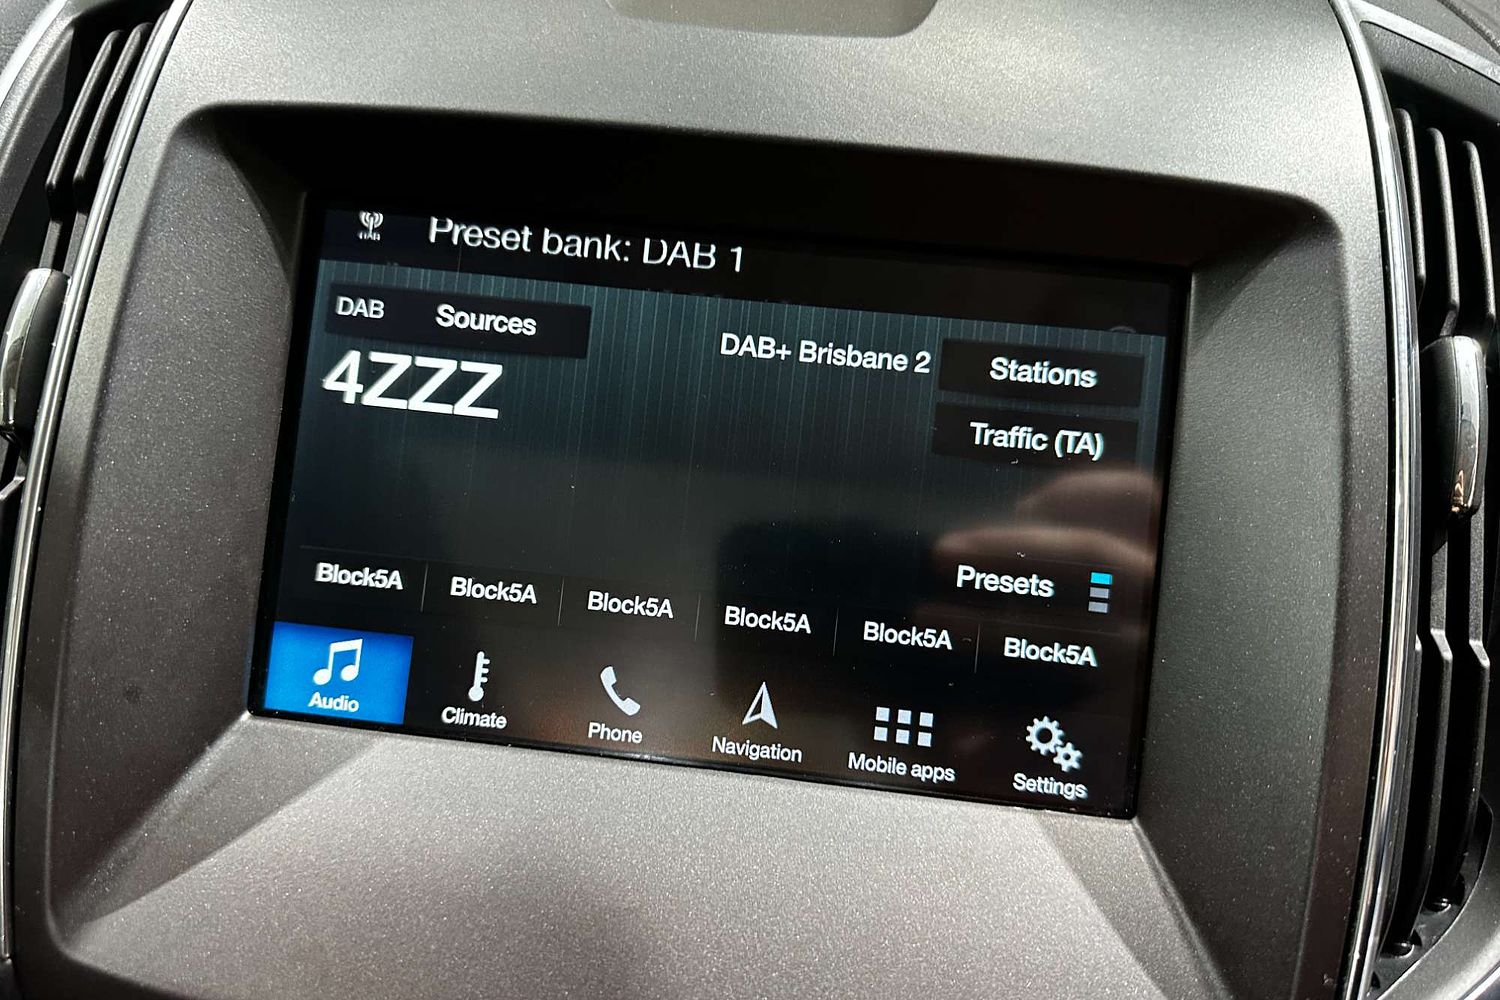 DAB
Preset bank: DAB 1
DAB Sources
DAB+ Brisbane 2 Stations
4ZZZ
Traffic (TA)
Presets
Block5A Block5A Block5A Block5A Block5A Block5A
Audio Climate Phone Navigation Mobile apps Settings